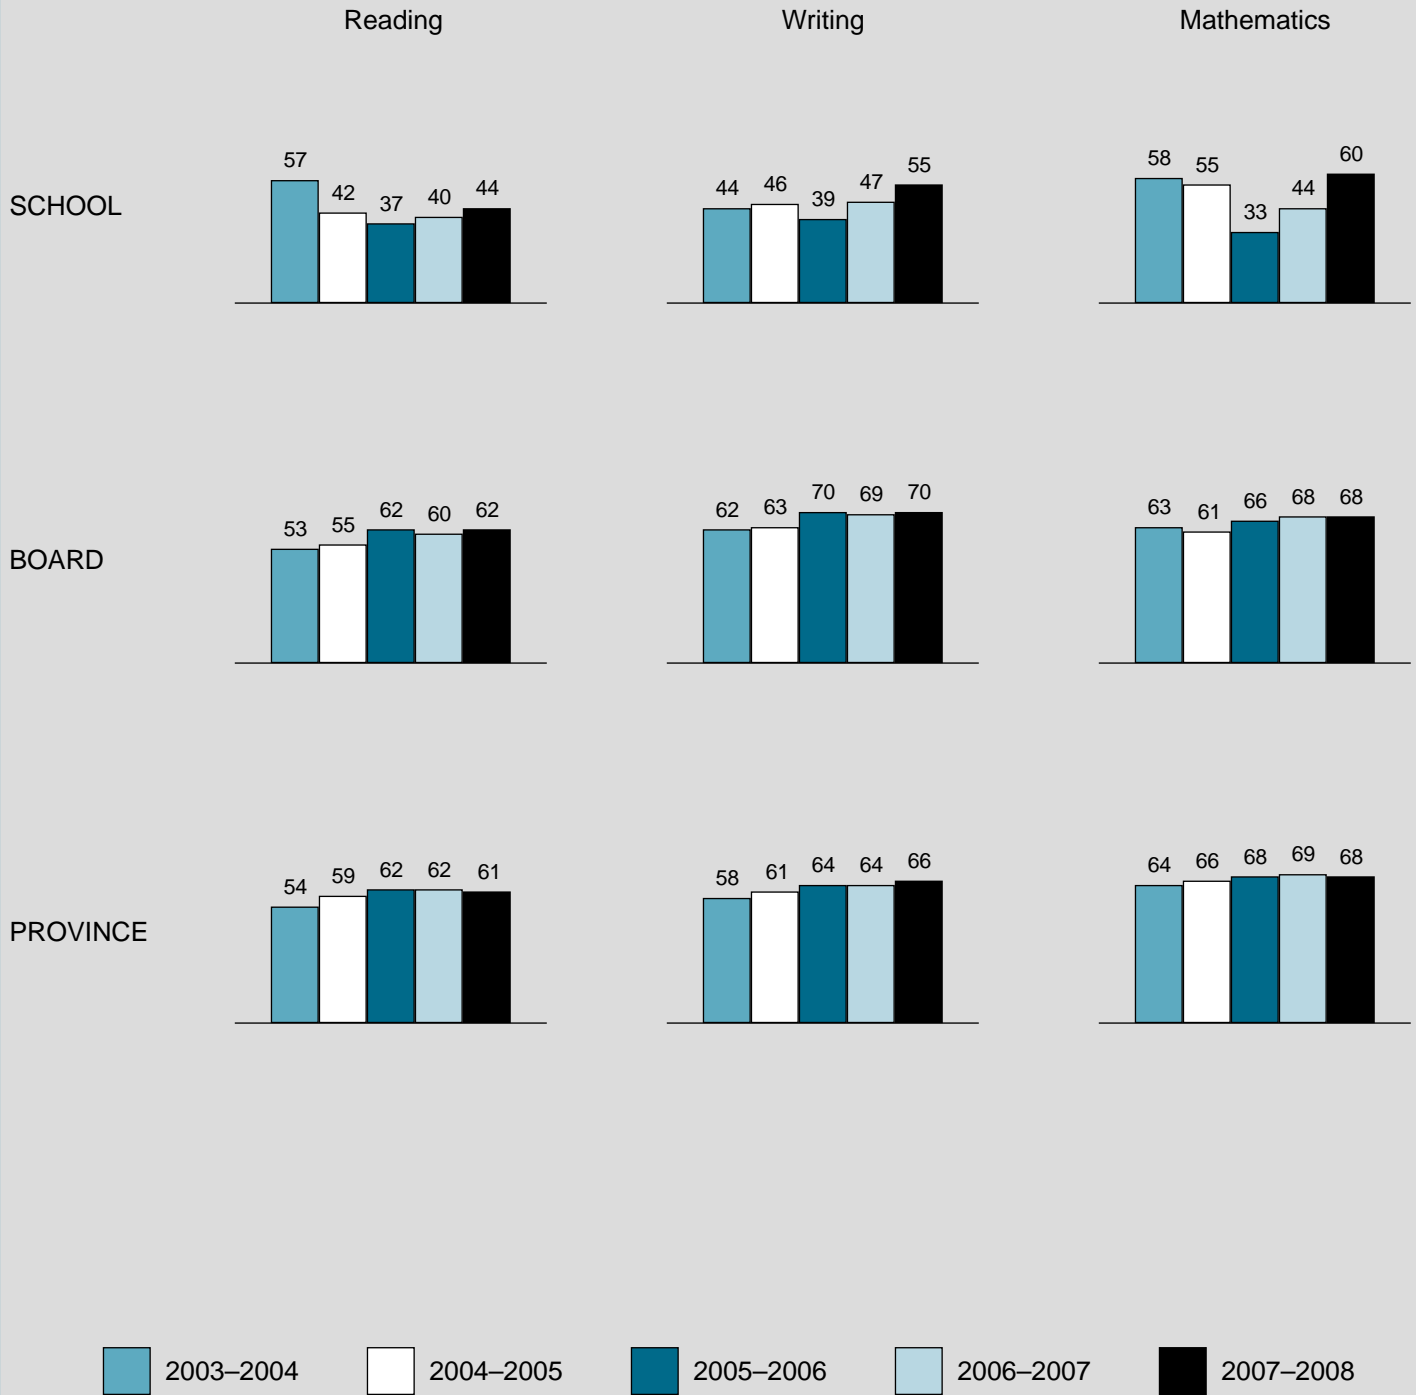 Reading Writing Mathematics
SCHOOL
57 42 37 40 44
44 46 39 47 55
58 55 33 44 60
BOARD
53 55 62 60 62
62 63 70 69 70
63 61 66 68 68
PROVINCE
54 59 62 62 61
58 61 64 64 66
64 66 68 69 68
2003–2004 2004–2005 2005–2006 2006–2007 2007–2008